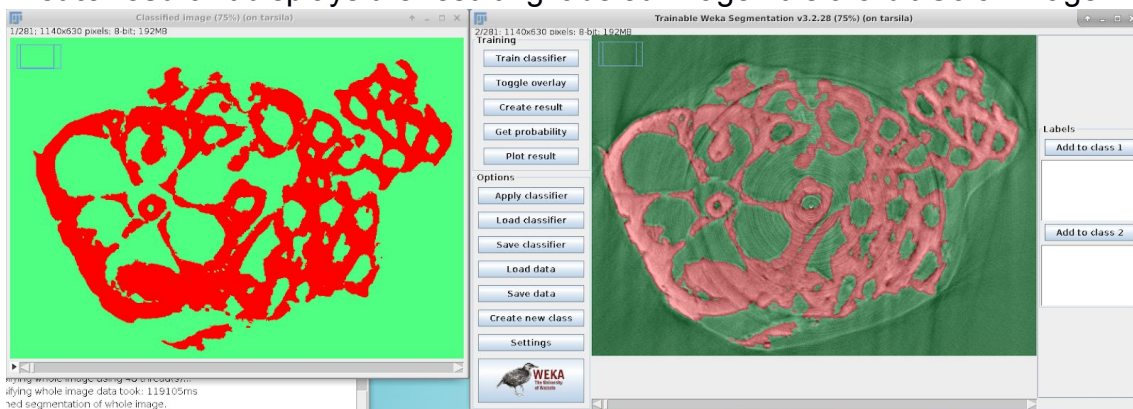 Classified image (75%) (on tarsila)
1/281; 1140x630 pixels; 8-bit; 192MB
Trainable Weka Segmentation v3.2.28 (75%) (on tarsila)
2/281; 1140x630 pixels; 8-bit; 192MB
Training
Train classifier
Toggle overlay
Create result
Get probability
Plot result
Options
Apply classifier
Load classifier
Save classifier
Load data
Save data
Create new class
Settings
WEKA
The University
of Waikato
Labels
Add to class 1
Add to class 2
whole image using
whole image data took: 119105ms
segmentation of whole image.